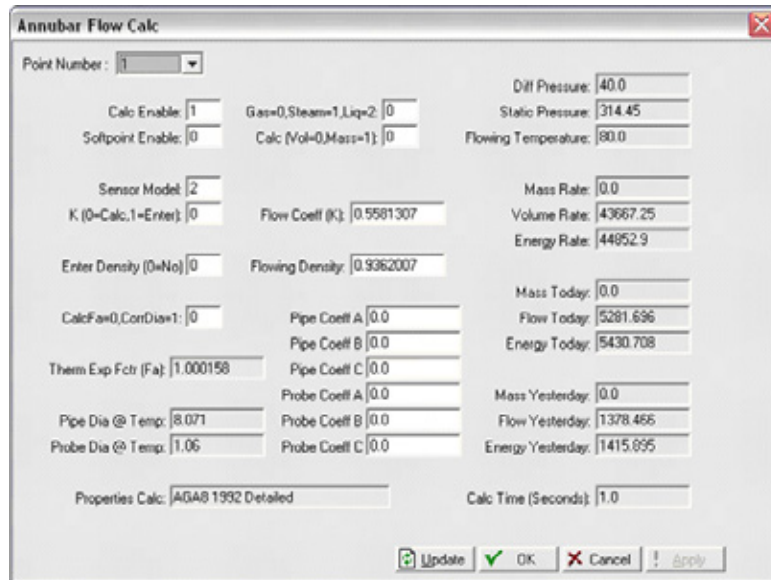 Annubar Flow Calc
Point Number : 1
Diff Pressure: 40.0
Calc Enable: 1 Gas=0,Steam=1,Liq=2: 0 Static Pressure: 314.45
Softpoint Enable: 0 Calc (Vol=0,Mass=1): 0 Flowing Temperature: 80.0
Sensor Model: 2 Mass Rate: 0.0
K (0=Calc,1=Enter): 0 Flow Coeff (K): 0.5581307 Volume Rate: 43667.25
Energy Rate: 44852.9
Enter Density (0=No) 0 Flowing Density: 0.9362007
Mass Today: 0.0
CalcFa=0,CorrDia=1: 0 Pipe Coeff A 0.0 Flow Today: 5281.696
Pipe Coeff B 0.0 Energy Today: 5430.708
Therm Exp Fctr (Fa): 1.000158 Pipe Coeff C 0.0
Probe Coeff A 0.0 Mass Yesterday: 0.0
Pipe Dia @ Temp: 8.071 Probe Coeff B 0.0 Flow Yesterday: 1378.466
Probe Dia @ Temp: 1.06 Probe Coeff C 0.0 Energy Yesterday: 1415.895
Properties Calc: AGA8 1992 Detailed Calc Time (Seconds): 1.0
Update OK Cancel ! Apply